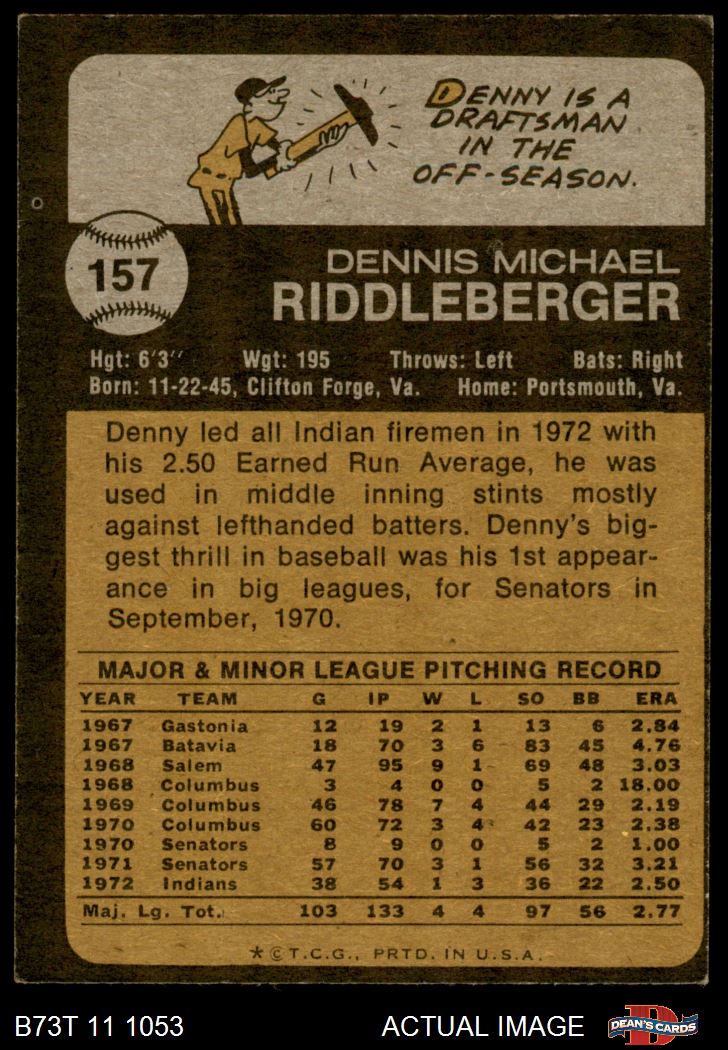 DENNY IS A
DRAFTSMAN
IN THE
OFF-SEASON.
157
DENNIS MICHAEL
RIDDLEBERGER
Hgt: 6'3" Wgt: 195 Throws: Left Bats: Right
Born: 11-22-45, Clifton Forge, Va. Home: Portsmouth, Va.
Denny led all Indian firemen in 1972 with
his 2.50 Earned Run Average, he was
used in middle inning stints mostly
against lefthanded batters. Denny's big-
gest thrill in baseball was his 1st appear-
ance in big leagues, for Senators in
September, 1970.
MAJOR & MINOR LEAGUE PITCHING RECORD
YEAR TEAM G IP W L SO BB ERA
1967 Gastonia 12 19 2 1 13 6 2.84
1967 Batavia 18 70 3 6 83 45 4.76
1968 Salem 47 95 9 1 69 48 3.03
1968 Columbus 3 4 0 0 5 2 18.00
1969 Columbus 46 78 7 4 44 29 2.19
1970 Columbus 60 72 3 4 42 23 2.38
1970 Senators 8 9 0 0 5 2 1.00
1971 Senators 57 70 3 1 56 32 3.21
1972 Indians 38 54 1 3 36 22 2.50
Maj. Lg. Tot. 103 133 4 4 97 56 2.77
*©T.C.G., PRTD. IN U.S.A.
B73T 11 1053 ACTUAL IMAGE D DEAN'S CARDS